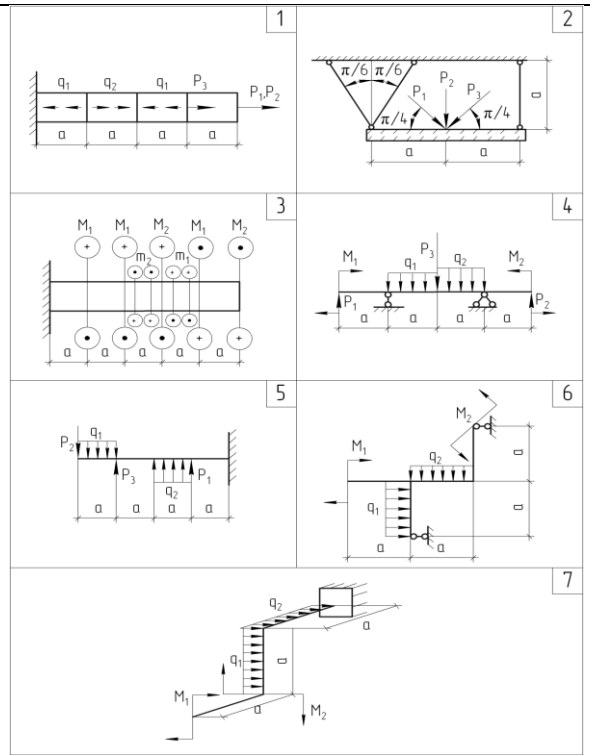 1
q₁ q₂ q₁ P₃ P₁,P₂
a a a a
2
π/6 π/6
P₁ P₂ P₃
π/4 π/4
a
a a
3
M₁ M₁ M₂ M₁ M₂
m₂ m₁
a a a a a
4
M₁ q₁ P₃ q₂ M₂
P₁ P₂
a a a a
5
P₂ q₁
P₃ q₂ P₁
a a a a
6
M₁ q₂ M₂
q₁
a
a
a a
7
q₂
a
q₁ a
M₁ a M₂